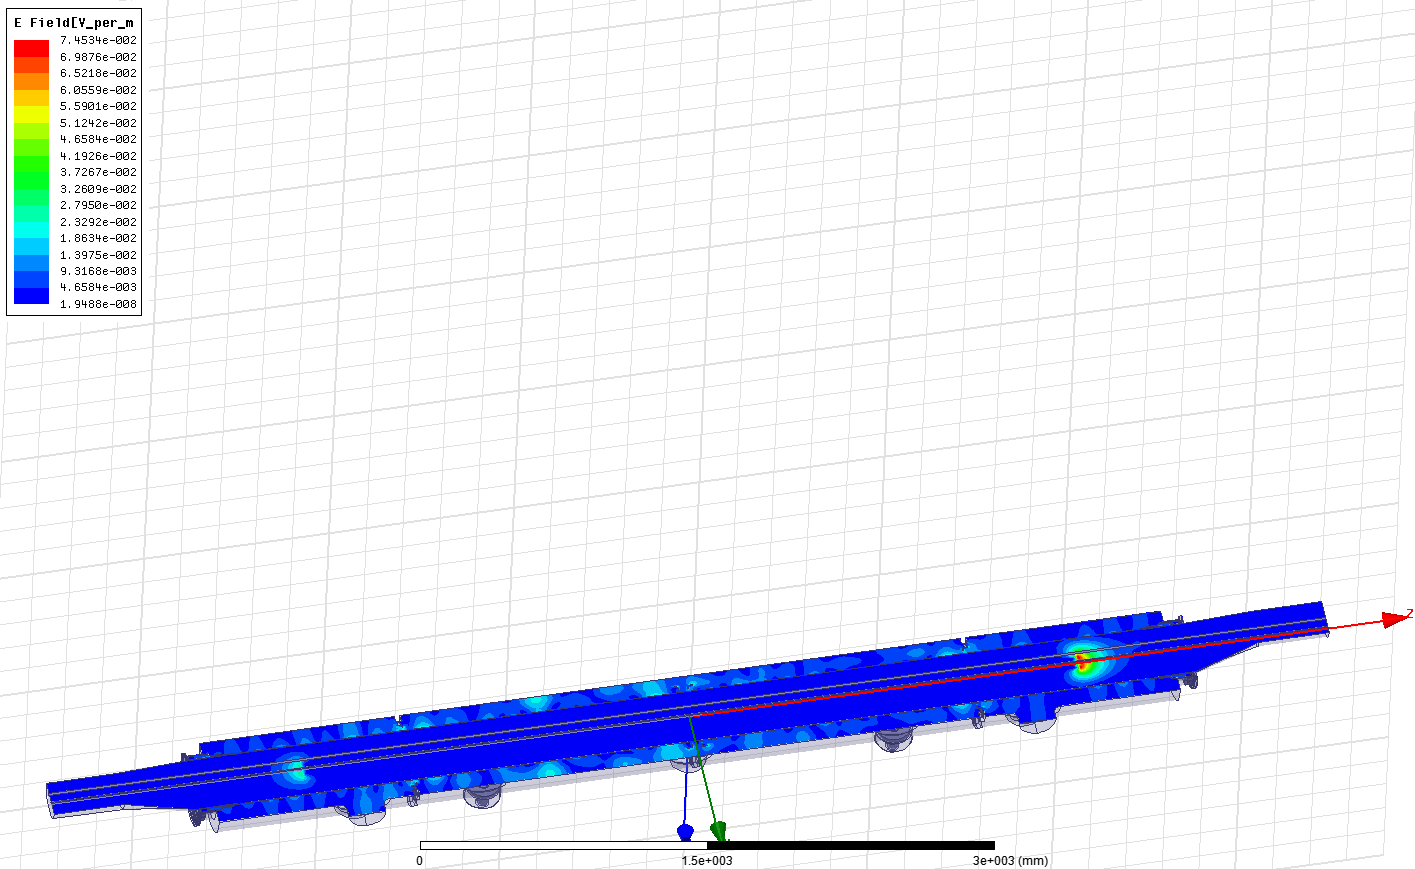 E Field[V_per_m
7.4534e-002
6.9876e-002
6.5218e-002
6.0559e-002
5.5901e-002
5.1242e-002
4.6584e-002
4.1926e-002
3.7267e-002
3.2609e-002
2.7950e-002
2.3292e-002
1.8634e-002
1.3975e-002
9.3168e-003
4.6584e-003
1.9488e-008
0 1.5e+003 3e+003 (mm)